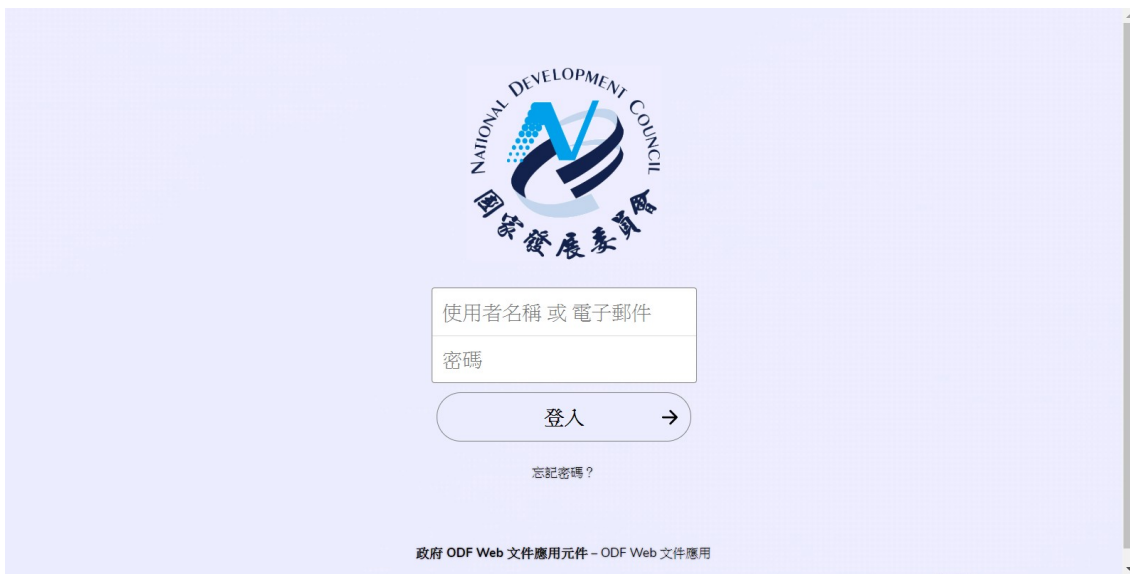 NATIONAL DEVELOPMENT COUNCIL
國家發展委員會
使用者名稱 或 電子郵件
密碼
登入
忘記密碼？
政府 ODF Web 文件應用元件 – ODF Web 文件應用